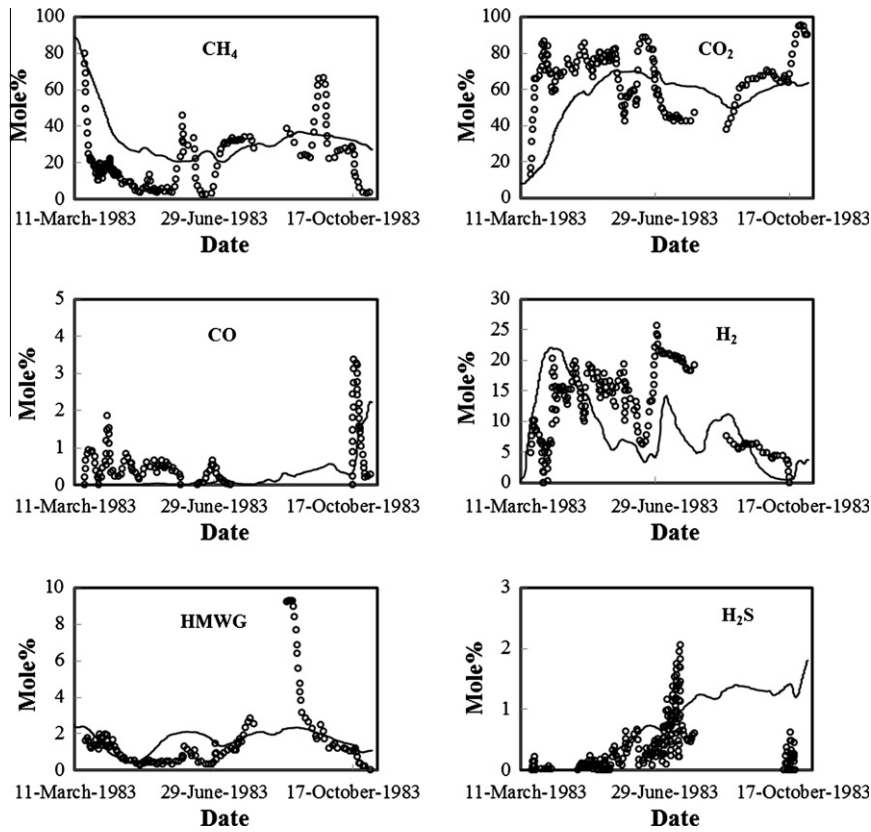 CH4
Mole%
100
80
60
40
20
0
11-March-1983 29-June-1983 17-October-1983
Date
CO2
Mole%
100
80
60
40
20
0
11-March-1983 29-June-1983 17-October-1983
Date
CO
Mole%
5
4
3
2
1
0
11-March-1983 29-June-1983 17-October-1983
Date
H2
Mole%
30
25
20
15
10
5
0
11-March-1983 29-June-1983 17-October-1983
Date
HMWG
Mole%
10
8
6
4
2
0
11-March-1983 29-June-1983 17-October-1983
Date
H2S
Mole%
3
2
1
0
11-March-1983 29-June-1983 17-October-1983
Date